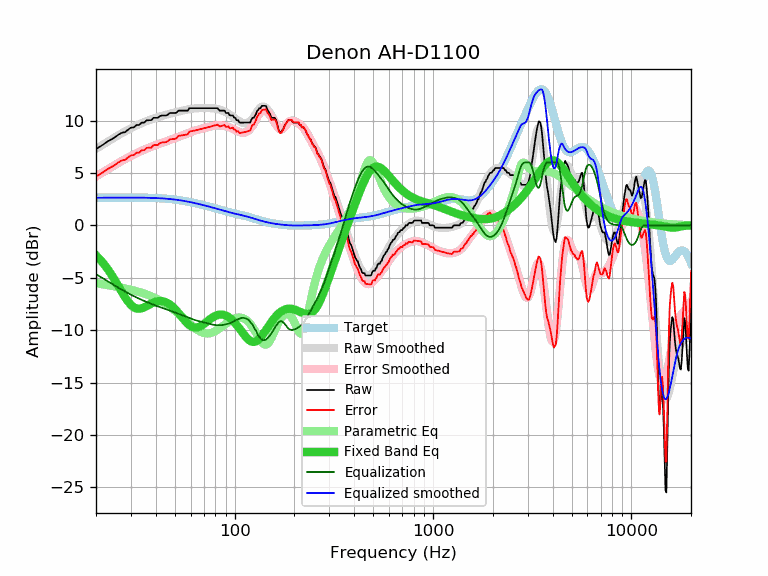 Denon AH-D1100
Amplitude (dBr)
10
5
0
−5
−10
−15
−20
−25
Target
Raw Smoothed
Error Smoothed
Raw
Error
Parametric Eq
Fixed Band Eq
Equalization
Equalized smoothed
100 1000 10000
Frequency (Hz)